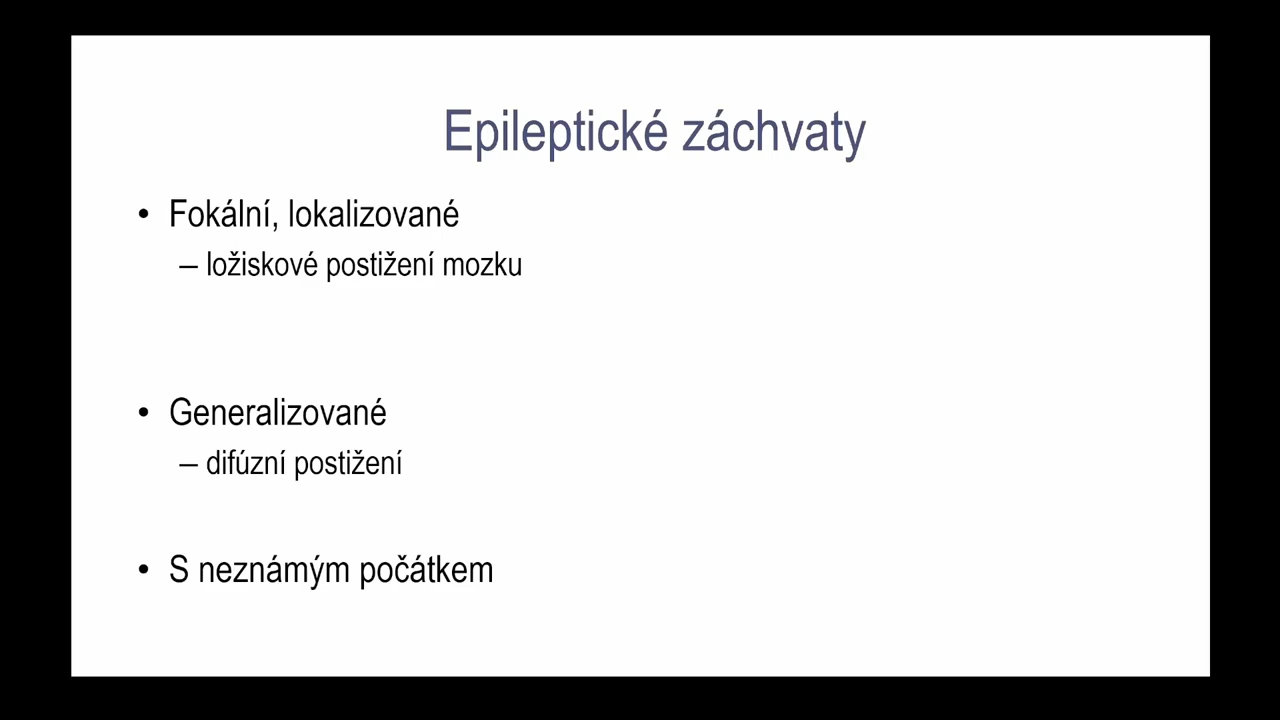 Epileptické záchvaty
• Fokální, lokalizované
– ložiskové postižení mozku
• Generalizované
– difúzní postižení
• S neznámým počátkem